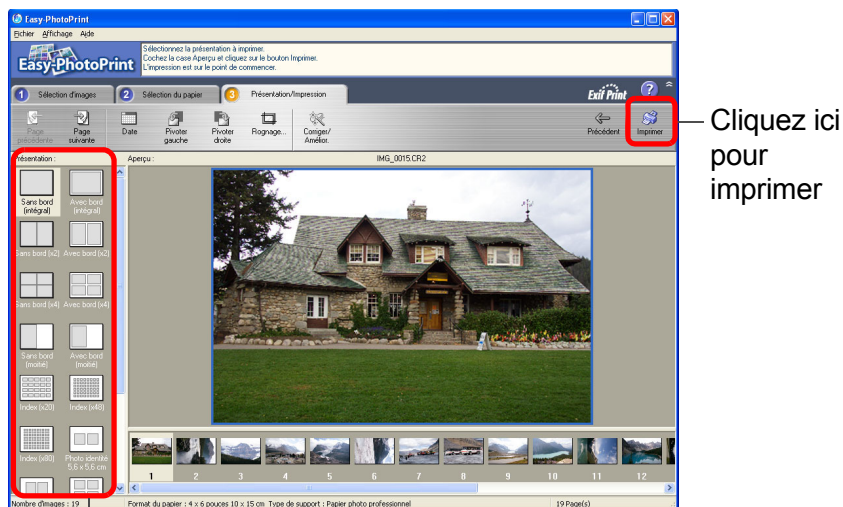 Easy-PhotoPrint
Fichier Affichage Aide
Easy-PhotoPrint
Sélectionnez la présentation à imprimer.
Cochez la case Aperçu et cliquez sur le bouton Imprimer.
L'impression est sur le point de commencer.
1 Sélection d'images 2 Sélection du papier 3 Présentation/Impression
Exif Print ?
Page précédente
Page suivante
Date
Pivoter gauche
Pivoter droite
Rognage...
Corriger/ Amélior.
Précédent
Imprimer
Cliquez ici
pour
imprimer
Présentation :
Aperçu :
IMG_0015.CR2
Sans bord (intégral)
Avec bord (intégral)
Sans bord (x2)
Avec bord (x2)
Sans bord (x4)
Avec bord (x4)
Sans bord (moitié)
Avec bord (moitié)
Index (x20)
Index (x48)
Index (x80)
Photo identité 5,6 x 5,6 cm
1 2 3 4 5 6 7 8 9 10 11 12
Nombre d'images : 19
Format du papier : 4 x 6 pouces 10 x 15 cm Type de support : Papier photo professionnel
19 Page(s)